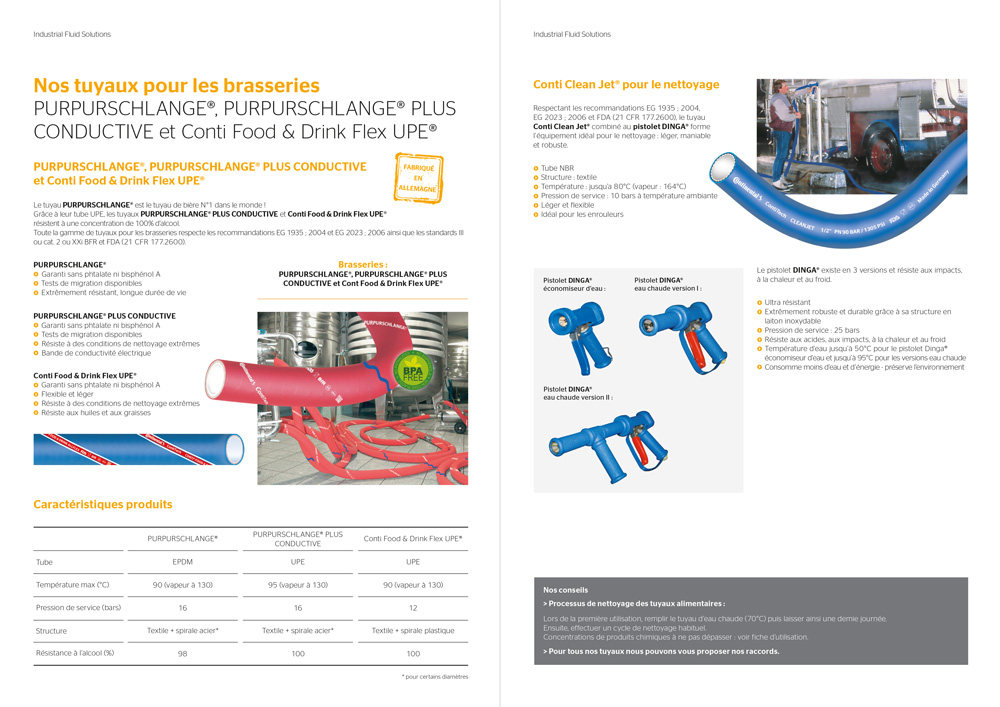 Industrial Fluid Solutions
Nos tuyaux pour les brasseries
PURPURSCHLANGE®, PURPURSCHLANGE® PLUS
CONDUCTIVE et Conti Food & Drink Flex UPE®
PURPURSCHLANGE®, PURPURSCHLANGE® PLUS CONDUCTIVE
et Conti Food & Drink Flex UPE®
FABRIQUÉ
EN
ALLEMAGNE
Le tuyau PURPURSCHLANGE® est le tuyau de bière N°1 dans le monde !
Grâce à leur tube UPE, les tuyaux PURPURSCHLANGE® PLUS CONDUCTIVE et Conti Food & Drink Flex UPE®
résistent à une concentration de 100% d'alcool.
Toute la gamme de tuyaux pour les brasseries respecte les recommandations EG 1935 ; 2004 et EG 2023 ; 2006 ainsi que les standards III
ou cat. 2 ou XXi BFR et FDA (21 CFR 177.2600).
PURPURSCHLANGE®
Garanti sans phtalate ni bisphénol A
Tests de migration disponibles
Extrêmement résistant, longue durée de vie
PURPURSCHLANGE® PLUS CONDUCTIVE
Garanti sans phtalate ni bisphénol A
Tests de migration disponibles
Résiste à des conditions de nettoyage extrêmes
Bande de conductivité électrique
Conti Food & Drink Flex UPE®
Garanti sans phtalate ni bisphénol A
Flexible et léger
Résiste à des conditions de nettoyage extrêmes
Résiste aux huiles et aux graisses
Brasseries :
PURPURSCHLANGE®, PURPURSCHLANGE® PLUS
CONDUCTIVE et Cont Food & Drink Flex UPE®
PURPURSCHLANGE®
BPA
FREE
Continental
Caractéristiques produits
PURPURSCHLANGE® PURPURSCHLANGE® PLUS CONDUCTIVE Conti Food & Drink Flex UPE®
Tube EPDM UPE UPE
Température max (°C) 90 (vapeur à 130) 95 (vapeur à 130) 90 (vapeur à 130)
Pression de service (bars) 16 16 12
Structure Textile + spirale acier* Textile + spirale acier* Textile + spirale plastique
Résistance à l'alcool (%) 98 100 100
* pour certains diamètres
Industrial Fluid Solutions
Conti Clean Jet® pour le nettoyage
Respectant les recommandations EG 1935 ; 2004,
EG 2023 ; 2006 et FDA (21 CFR 177.2600), le tuyau
Conti Clean Jet® combiné au pistolet DINGA® forme
l'équipement idéal pour le nettoyage : léger, maniable
et robuste.
Tube NBR
Structure : textile
Température : jusqu'à 80°C (vapeur : 164°C)
Pression de service : 10 bars à température ambiante
Léger et flexible
Idéal pour les enrouleurs
Continental ContiTech CLEANJET 1/2" PN 90 BAR / 1305 PSI Made in Germany
Pistolet DINGA®
économiseur d'eau :
Pistolet DINGA®
eau chaude version I :
Pistolet DINGA®
eau chaude version II :
Le pistolet DINGA® existe en 3 versions et résiste aux impacts,
à la chaleur et au froid.
Ultra résistant
Extrêmement robuste et durable grâce à sa structure en
laiton inoxydable
Pression de service : 25 bars
Résiste aux acides, aux impacts, à la chaleur et au froid
Température d'eau jusqu'à 50°C pour le pistolet Dinga®
économiseur d'eau et jusqu'à 95°C pour les versions eau chaude
Consomme moins d'eau et d'énergie - préserve l'environnement
Nos conseils
> Processus de nettoyage des tuyaux alimentaires :
Lors de la première utilisation, remplir le tuyau d'eau chaude (70°C) puis laisser ainsi une demie journée.
Ensuite, effectuer un cycle de nettoyage habituel.
Concentrations de produits chimiques à ne pas dépasser : voir fiche d'utilisation.
> Pour tous nos tuyaux nous pouvons vous proposer nos raccords.